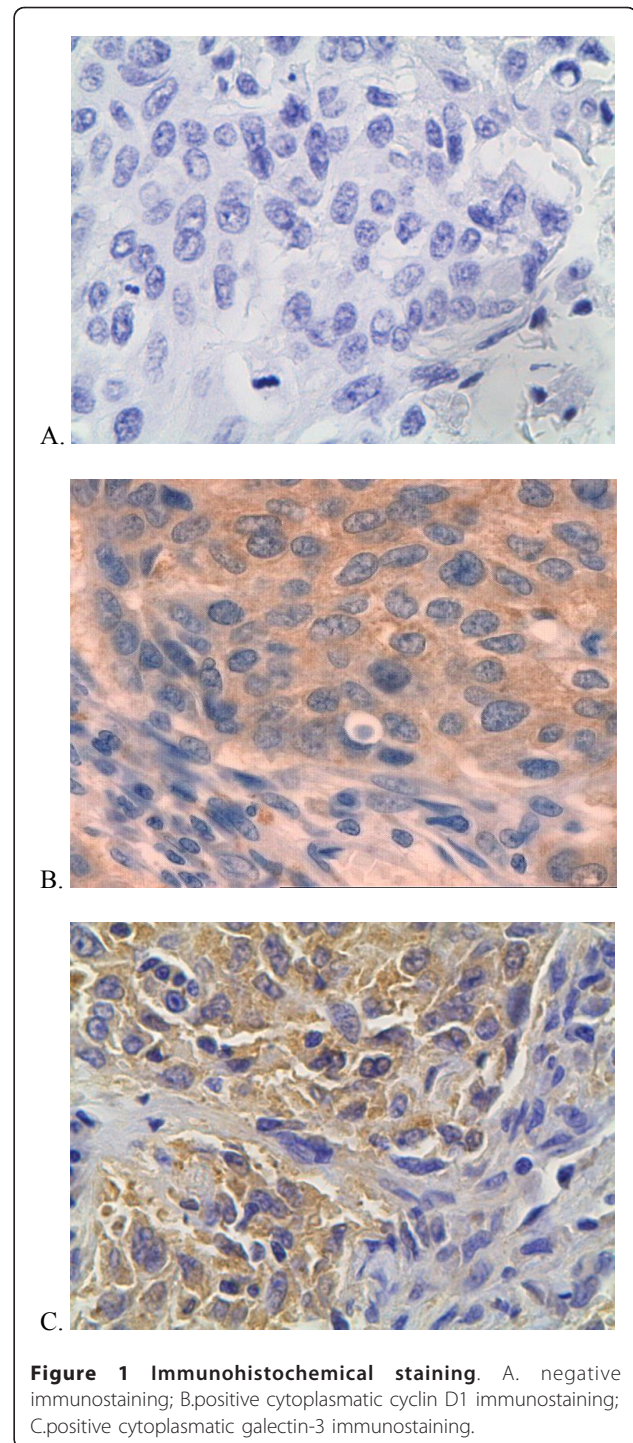 A.
B.
C.
Figure 1 Immunohistochemical staining. A. negative
immunostaining; B.positive cytoplasmatic cyclin D1 immunostaining;
C.positive cytoplasmatic galectin-3 immunostaining.